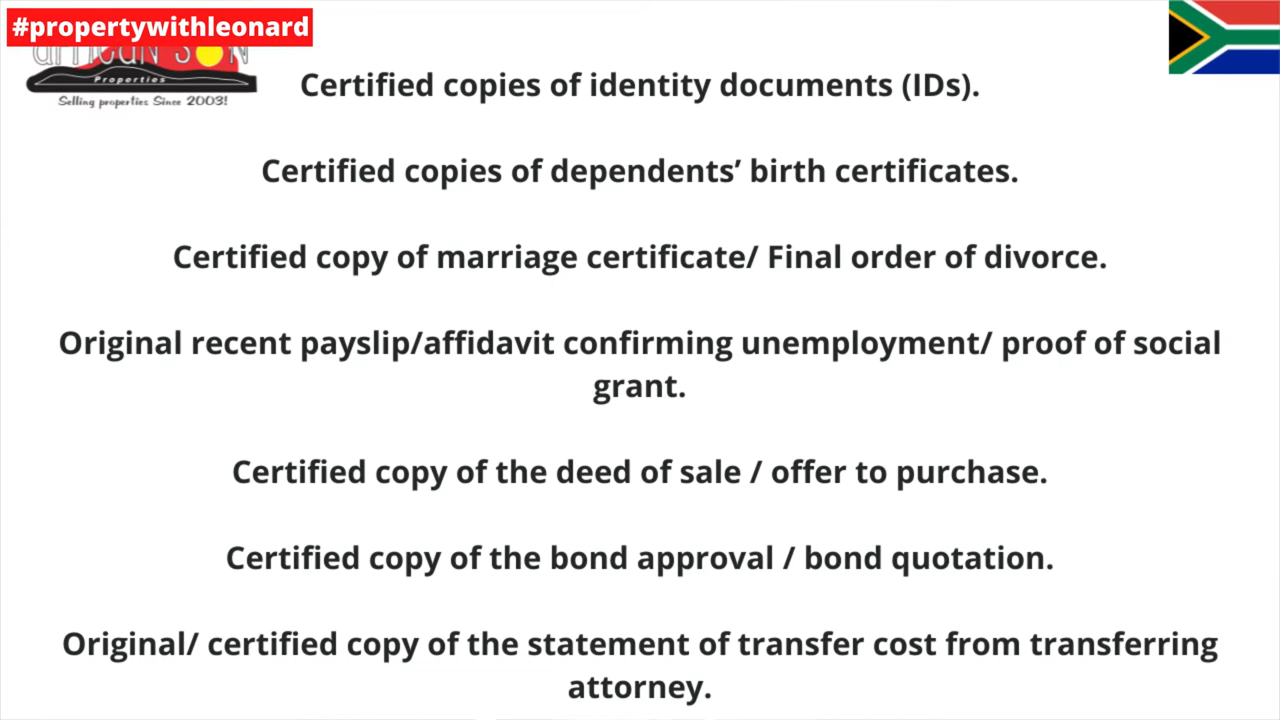 #propertywithleonard
Properties
Selling properties Since 2003!
Certified copies of identity documents (IDs).
Certified copies of dependents’ birth certificates.
Certified copy of marriage certificate/ Final order of divorce.
Original recent payslip/affidavit confirming unemployment/ proof of social
grant.
Certified copy of the deed of sale / offer to purchase.
Certified copy of the bond approval / bond quotation.
Original/ certified copy of the statement of transfer cost from transferring
attorney.